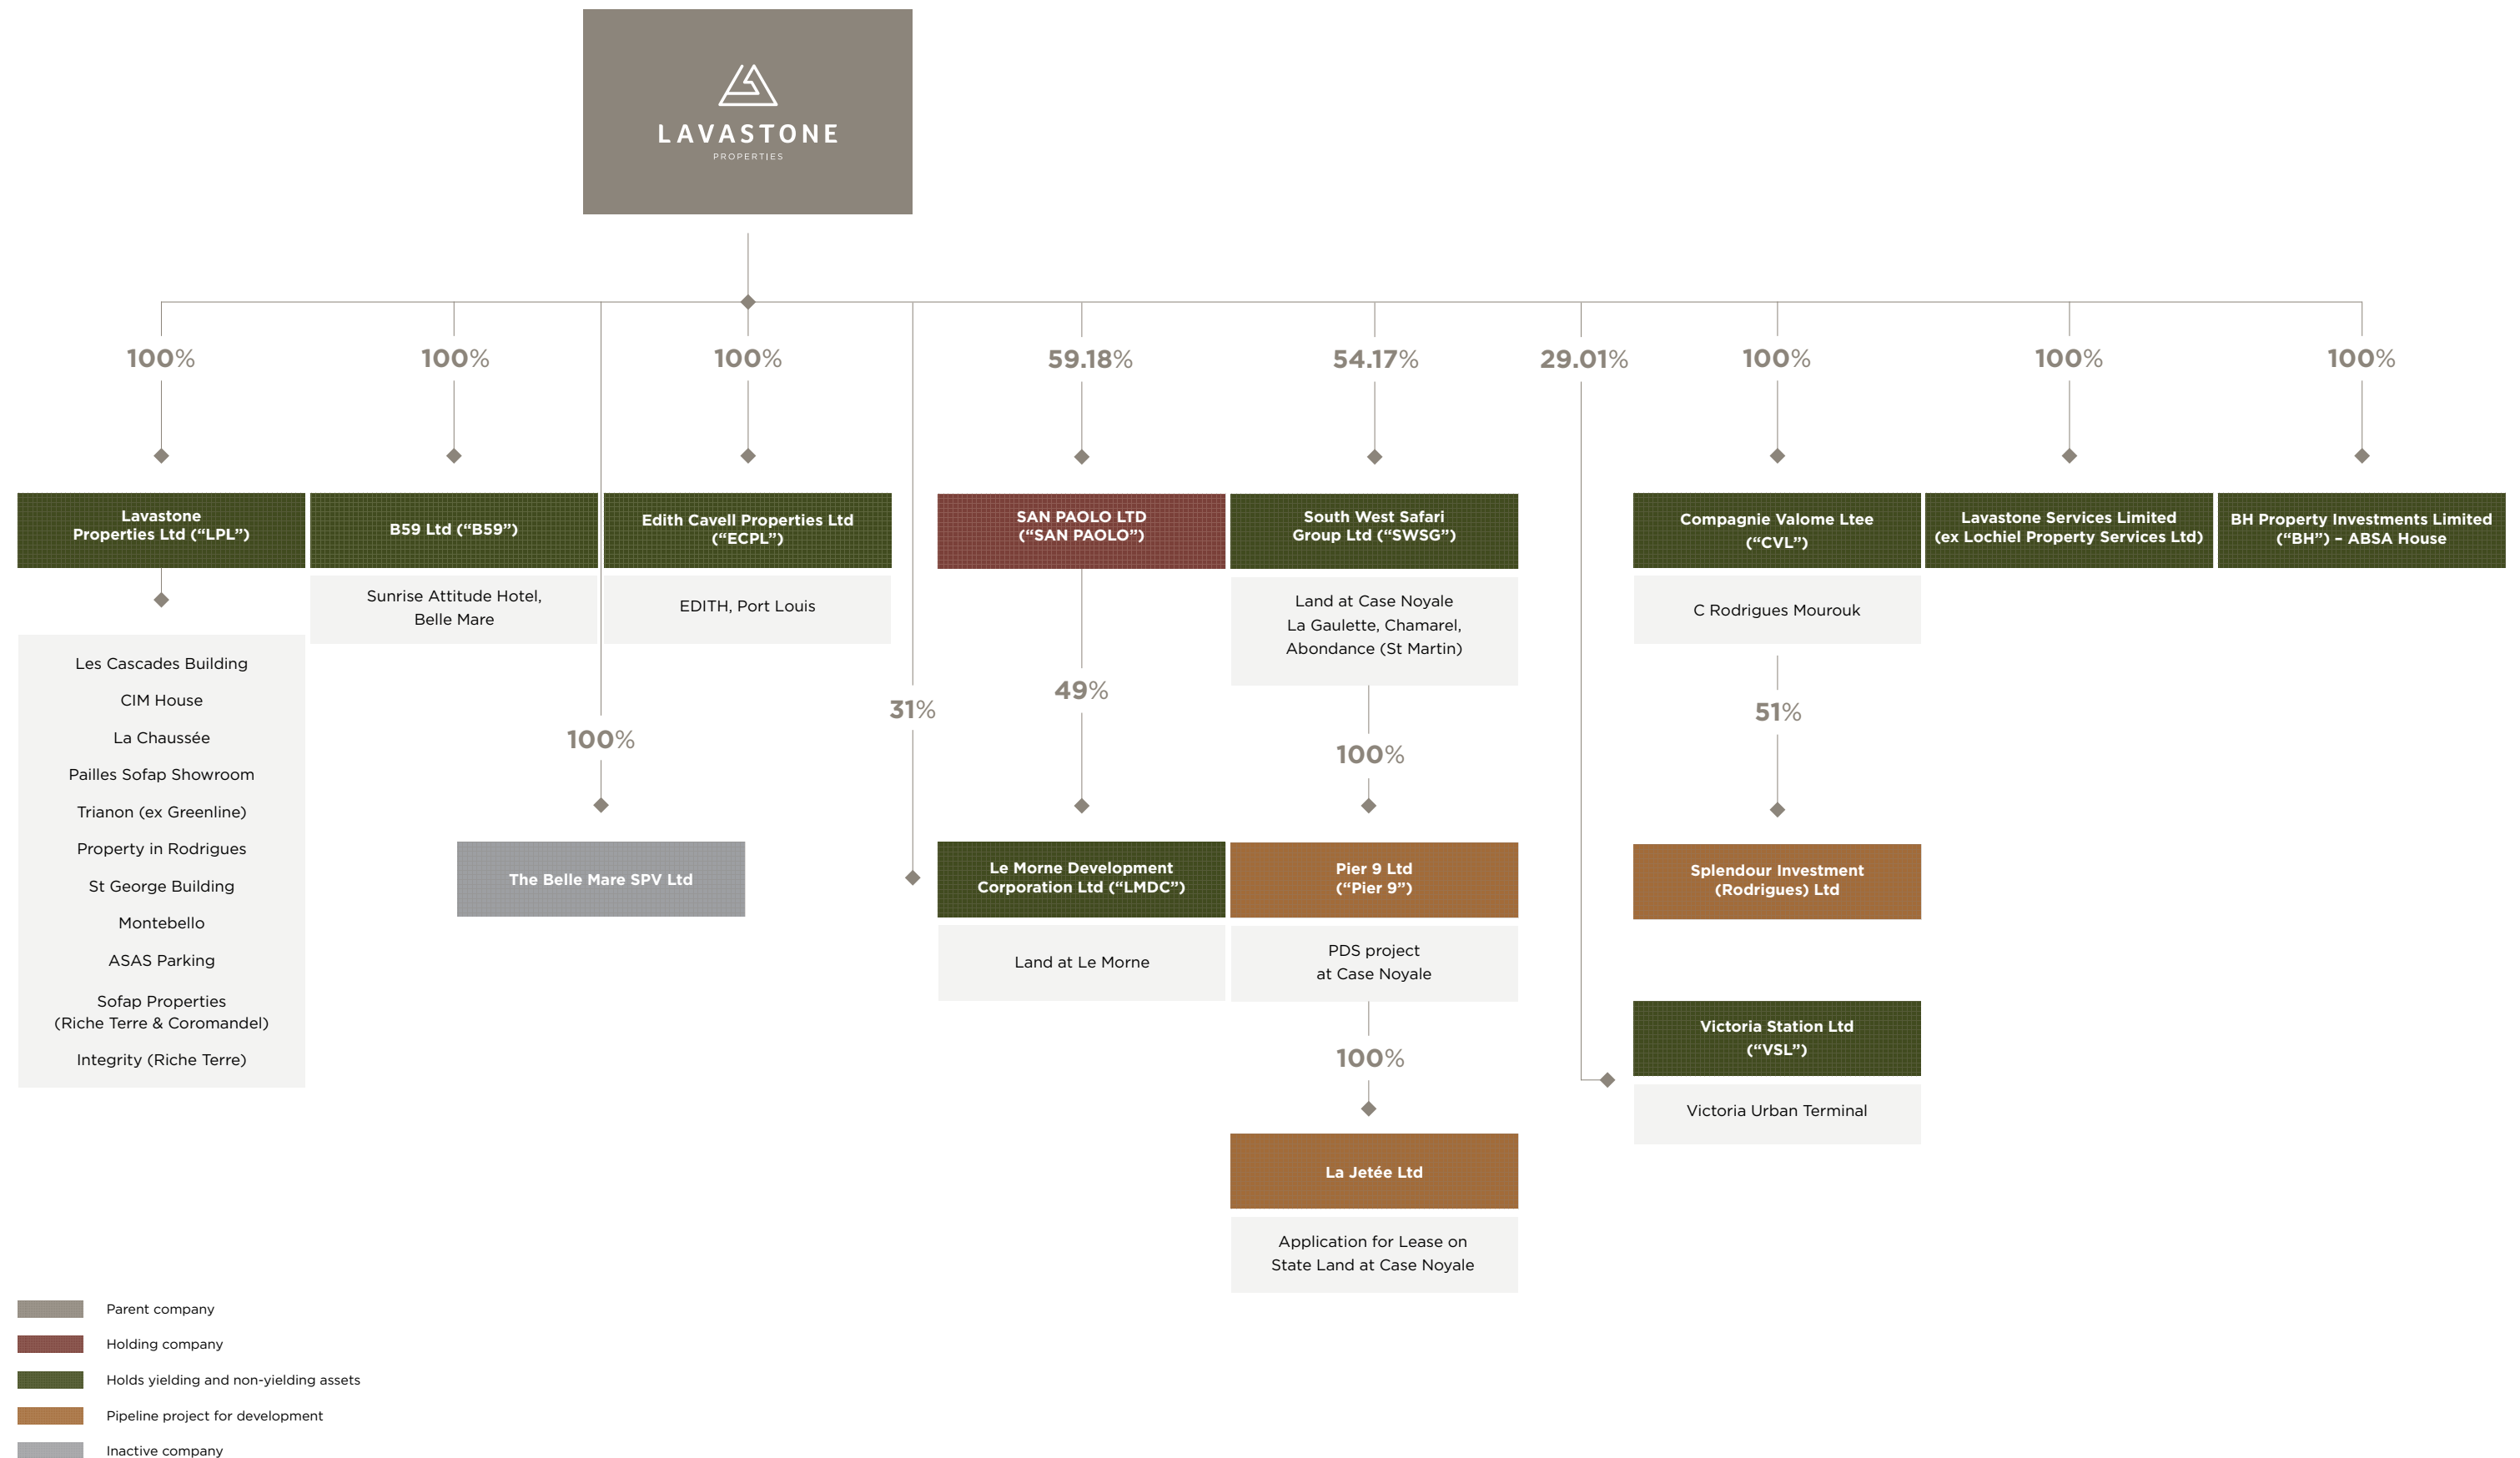 LAVASTONE
PROPERTIES
100%
100%
100%
59.18%
54.17%
29.01%
100%
100%
100%
Lavastone
Properties Ltd (“LPL”)
B59 Ltd (“B59”)
Edith Cavell Properties Ltd
(“ECPL”)
SAN PAOLO LTD
(“SAN PAOLO”)
South West Safari
Group Ltd (“SWSG”)
Compagnie Valome Ltee
(“CVL”)
Lavastone Services Limited
(ex Lochiel Property Services Ltd)
BH Property Investments Limited
(“BH”) – ABSA House
Sunrise Attitude Hotel,
Belle Mare
EDITH, Port Louis
Land at Case Noyale
La Gaulette, Chamarel,
Abondance (St Martin)
C Rodrigues Mourouk
Les Cascades Building
CIM House
La Chaussée
Pailles Sofap Showroom
Trianon (ex Greenline)
Property in Rodrigues
St George Building
Montebello
ASAS Parking
Sofap Properties
(Riche Terre & Coromandel)
Integrity (Riche Terre)
100%
31%
49%
100%
51%
The Belle Mare SPV Ltd
Le Morne Development
Corporation Ltd (“LMDC”)
Pier 9 Ltd
(“Pier 9”)
Splendour Investment
(Rodrigues) Ltd
Land at Le Morne
PDS project
at Case Noyale
100%
Victoria Station Ltd
(“VSL”)
Victoria Urban Terminal
La Jetée Ltd
Application for Lease on
State Land at Case Noyale
Parent company
Holding company
Holds yielding and non-yielding assets
Pipeline project for development
Inactive company